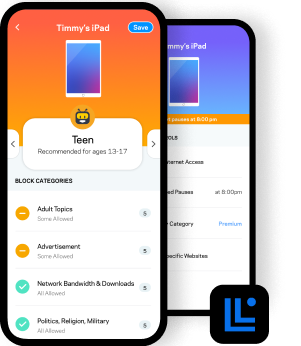 Timmy's iPad
Save
Teen
Recommended for ages 13-17
BLOCK CATEGORIES
Adult Topics
Some Allowed
5
Advertisement
Some Allowed
5
Network Bandwidth & Downloads
All Allowed
5
Politics, Religion, Military
All Allowed
5
mmy's iPad
pauses at 8:00 pm
OLS
ternet Access
ed Pauses
at 8:00pm
Category
Premium
ecific Websites